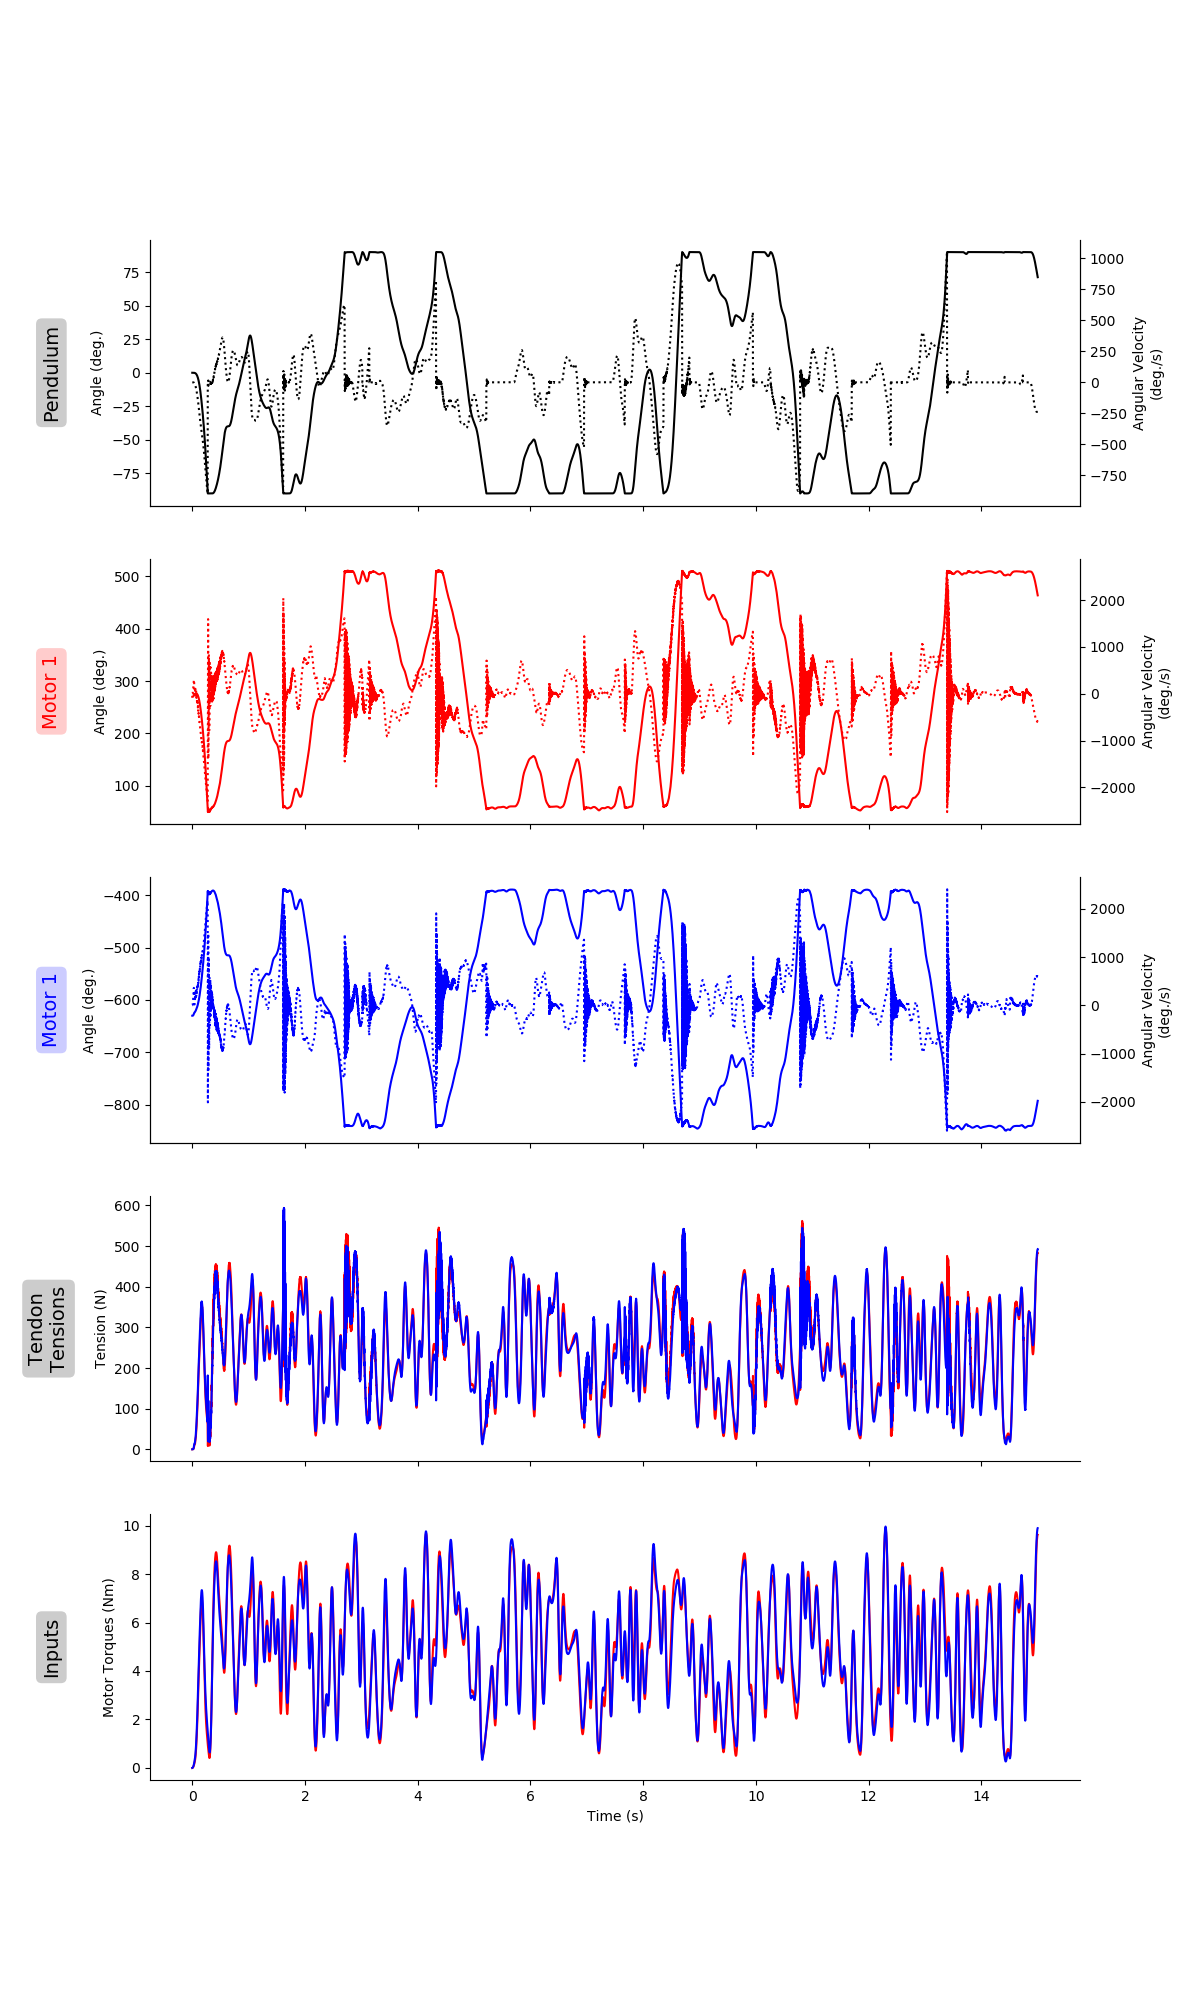 Pendulum
Angle (deg.)
75
50
25
0
−25
−50
−75
1000
750
500
250
0
−250
−500
−750
Angular Velocity
(deg./s)
Motor 1
Angle (deg.)
500
400
300
200
100
2000
1000
0
−1000
−2000
Angular Velocity
(deg./s)
Motor 1
Angle (deg.)
−400
−500
−600
−700
−800
2000
1000
0
−1000
−2000
Angular Velocity
(deg./s)
Tendon
Tensions
Tension (N)
600
500
400
300
200
100
0
Inputs
Motor Torques (Nm)
10
8
6
4
2
0
0 2 4 6 8 10 12 14
Time (s)